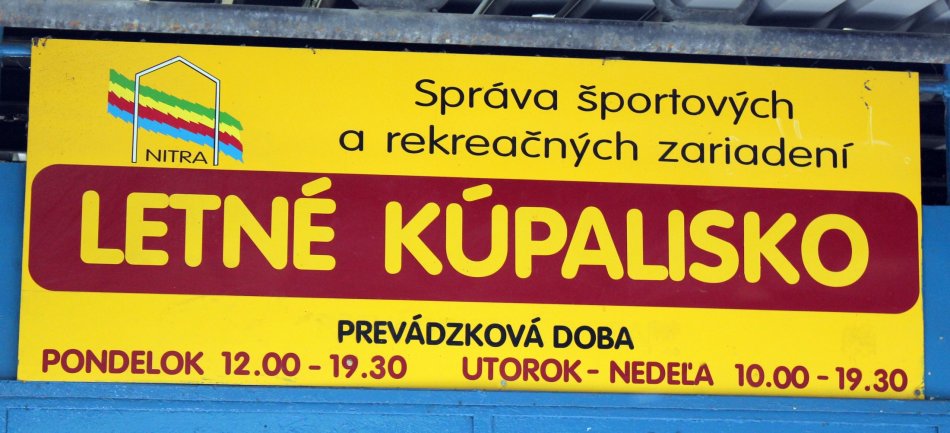 Správa športových
a rekreačných zariadení
NITRA
LETNÉ KÚPALISKO
PREVÁDZKOVÁ DOBA
PONDELOK 12.00 - 19.30 UTOROK - NEDEĽA 10.00 - 19.30